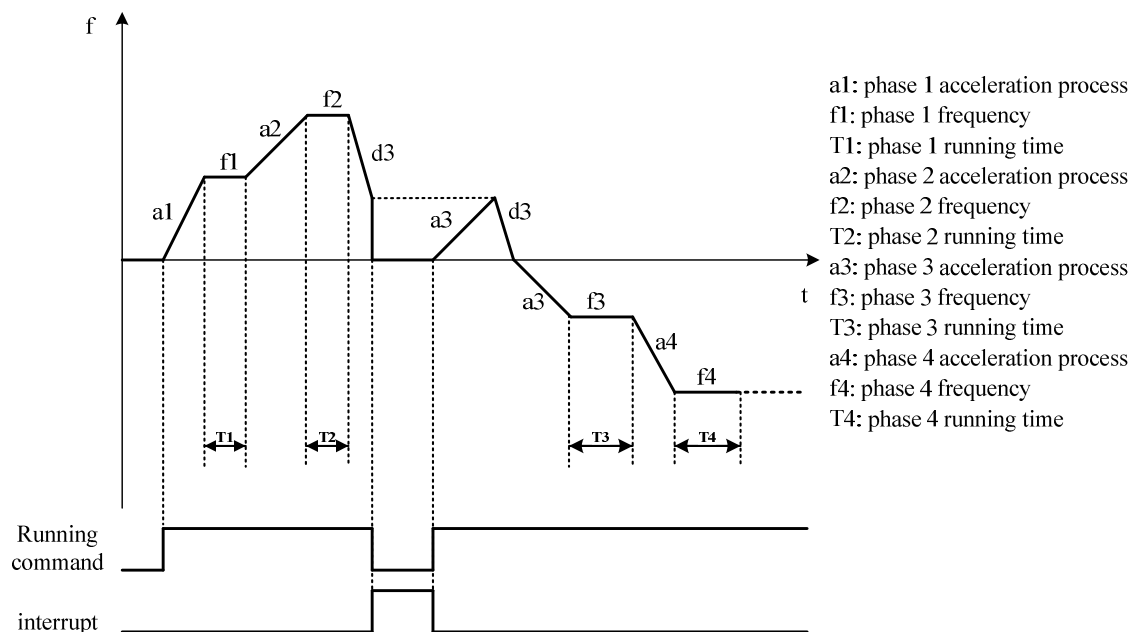 f
f2
a2
d3
f1
a1
a3
d3
t
a3
f3
a4
f4
T1
T2
T3
T4
a1: phase 1 acceleration process
f1: phase 1 frequency
T1: phase 1 running time
a2: phase 2 acceleration process
f2: phase 2 frequency
T2: phase 2 running time
a3: phase 3 acceleration process
f3: phase 3 frequency
T3: phase 3 running time
a4: phase 4 acceleration process
f4: phase 4 frequency
T4: phase 4 running time
Running
command
interrupt